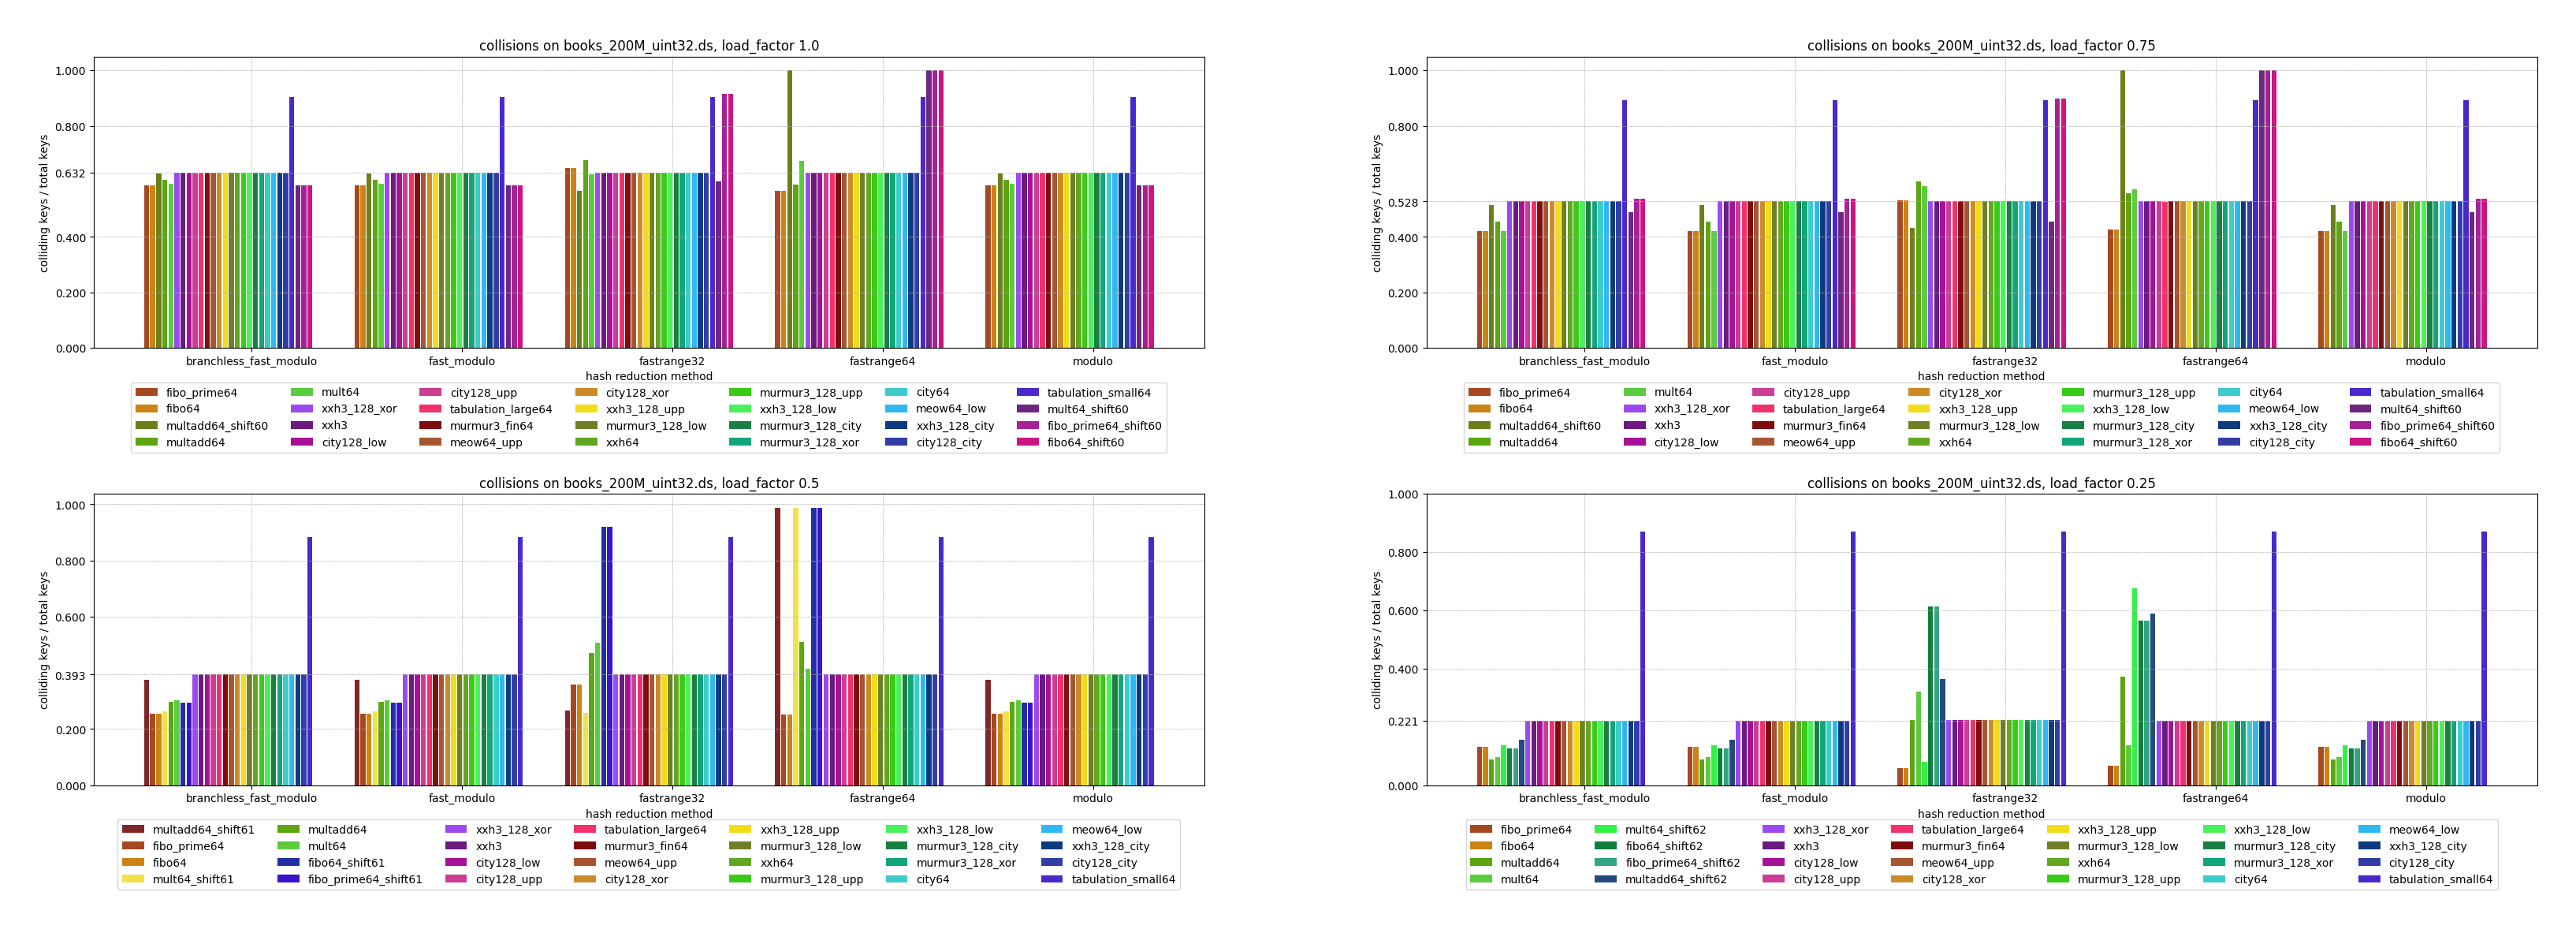 collisions on books_200M_uint32.ds, load_factor 1.0
colliding keys / total keys
1.000
0.800
0.632
0.400
0.200
0.000
branchless_fast_modulo fast_modulo fastrange32 fastrange64 modulo
hash reduction method
fibo_prime64 mult64 city128_upp city128_xor murmur3_128_upp city64 tabulation_small64
fibo64 xxh3_128_xor tabulation_large64 xxh3_128_upp xxh3_128_low meow64_low mult64_shift60
multadd64_shift60 xxh3 murmur3_fin64 murmur3_128_low murmur3_128_city xxh3_128_city fibo_prime64_shift60
multadd64 city128_low meow64_upp xxh64 murmur3_128_xor city128_city fibo64_shift60
collisions on books_200M_uint32.ds, load_factor 0.75
colliding keys / total keys
1.000
0.800
0.528
0.400
0.200
0.000
branchless_fast_modulo fast_modulo fastrange32 fastrange64 modulo
hash reduction method
fibo_prime64 mult64 city128_upp city128_xor murmur3_128_upp city64 tabulation_small64
fibo64 xxh3_128_xor tabulation_large64 xxh3_128_upp xxh3_128_low meow64_low mult64_shift60
multadd64_shift60 xxh3 murmur3_fin64 murmur3_128_low murmur3_128_city xxh3_128_city fibo_prime64_shift60
multadd64 city128_low meow64_upp xxh64 murmur3_128_xor city128_city fibo64_shift60
collisions on books_200M_uint32.ds, load_factor 0.5
colliding keys / total keys
1.000
0.800
0.600
0.393
0.200
0.000
branchless_fast_modulo fast_modulo fastrange32 fastrange64 modulo
hash reduction method
multadd64_shift61 multadd64 xxh3_128_xor tabulation_large64 xxh3_128_upp xxh3_128_low meow64_low
fibo_prime64 mult64 xxh3 murmur3_fin64 murmur3_128_low murmur3_128_city xxh3_128_city
fibo64 fibo64_shift61 city128_low meow64_upp xxh64 murmur3_128_xor city128_city
mult64_shift61 fibo_prime64_shift61 city128_upp city128_xor murmur3_128_upp city64 tabulation_small64
collisions on books_200M_uint32.ds, load_factor 0.25
colliding keys / total keys
1.000
0.800
0.600
0.400
0.221
0.000
branchless_fast_modulo fast_modulo fastrange32 fastrange64 modulo
hash reduction method
fibo_prime64 mult64_shift62 xxh3_128_xor tabulation_large64 xxh3_128_upp xxh3_128_low meow64_low
fibo64 fibo64_shift62 xxh3 murmur3_fin64 murmur3_128_low murmur3_128_city xxh3_128_city
multadd64 fibo_prime64_shift62 city128_low meow64_upp xxh64 murmur3_128_xor city128_city
mult64 multadd64_shift62 city128_upp city128_xor murmur3_128_upp city64 tabulation_small64